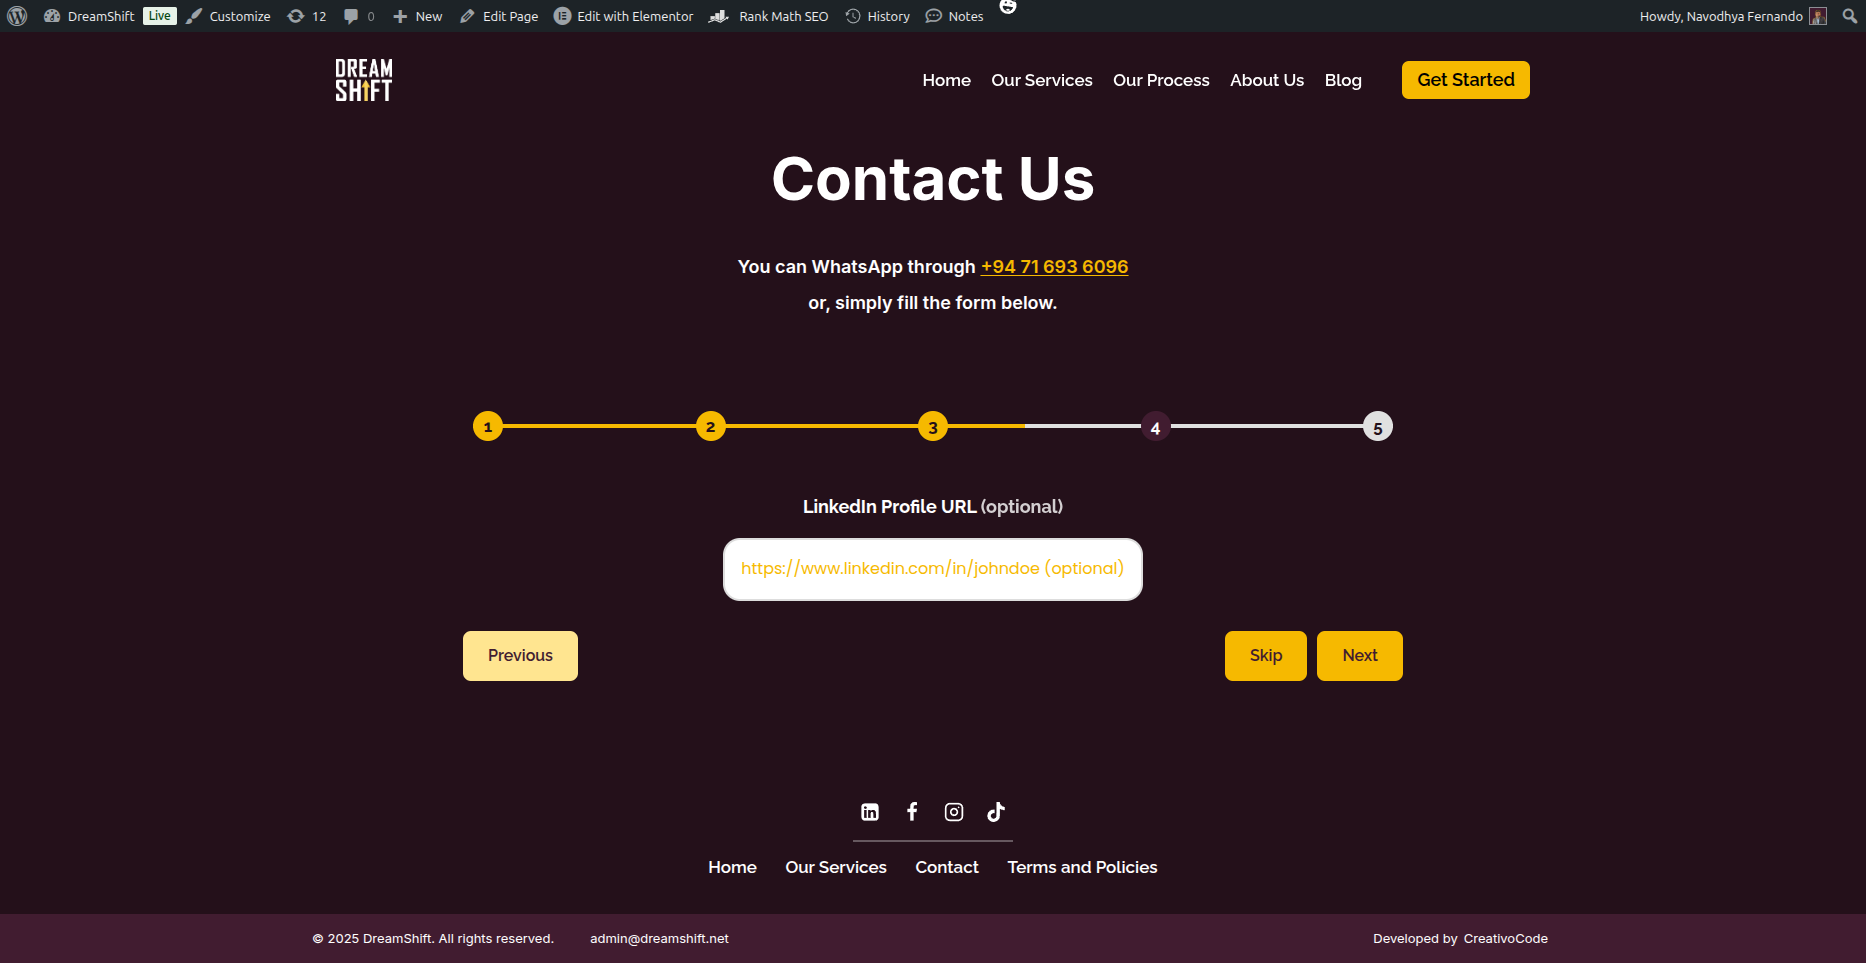 DreamShift Live Customize 12 0 New Edit Page Edit with Elementor Rank Math SEO History Notes Howdy, Navodhya Fernando
DREAM
SHIFT
Home Our Services Our Process About Us Blog Get Started
Contact Us
You can WhatsApp through +94 71 693 6096
or, simply fill the form below.
1 2 3 4 5
LinkedIn Profile URL (optional)
https://www.linkedin.com/in/johndoe (optional)
Previous Skip Next
Home Our Services Contact Terms and Policies
© 2025 DreamShift. All rights reserved. admin@dreamshift.net Developed by CreativoCode